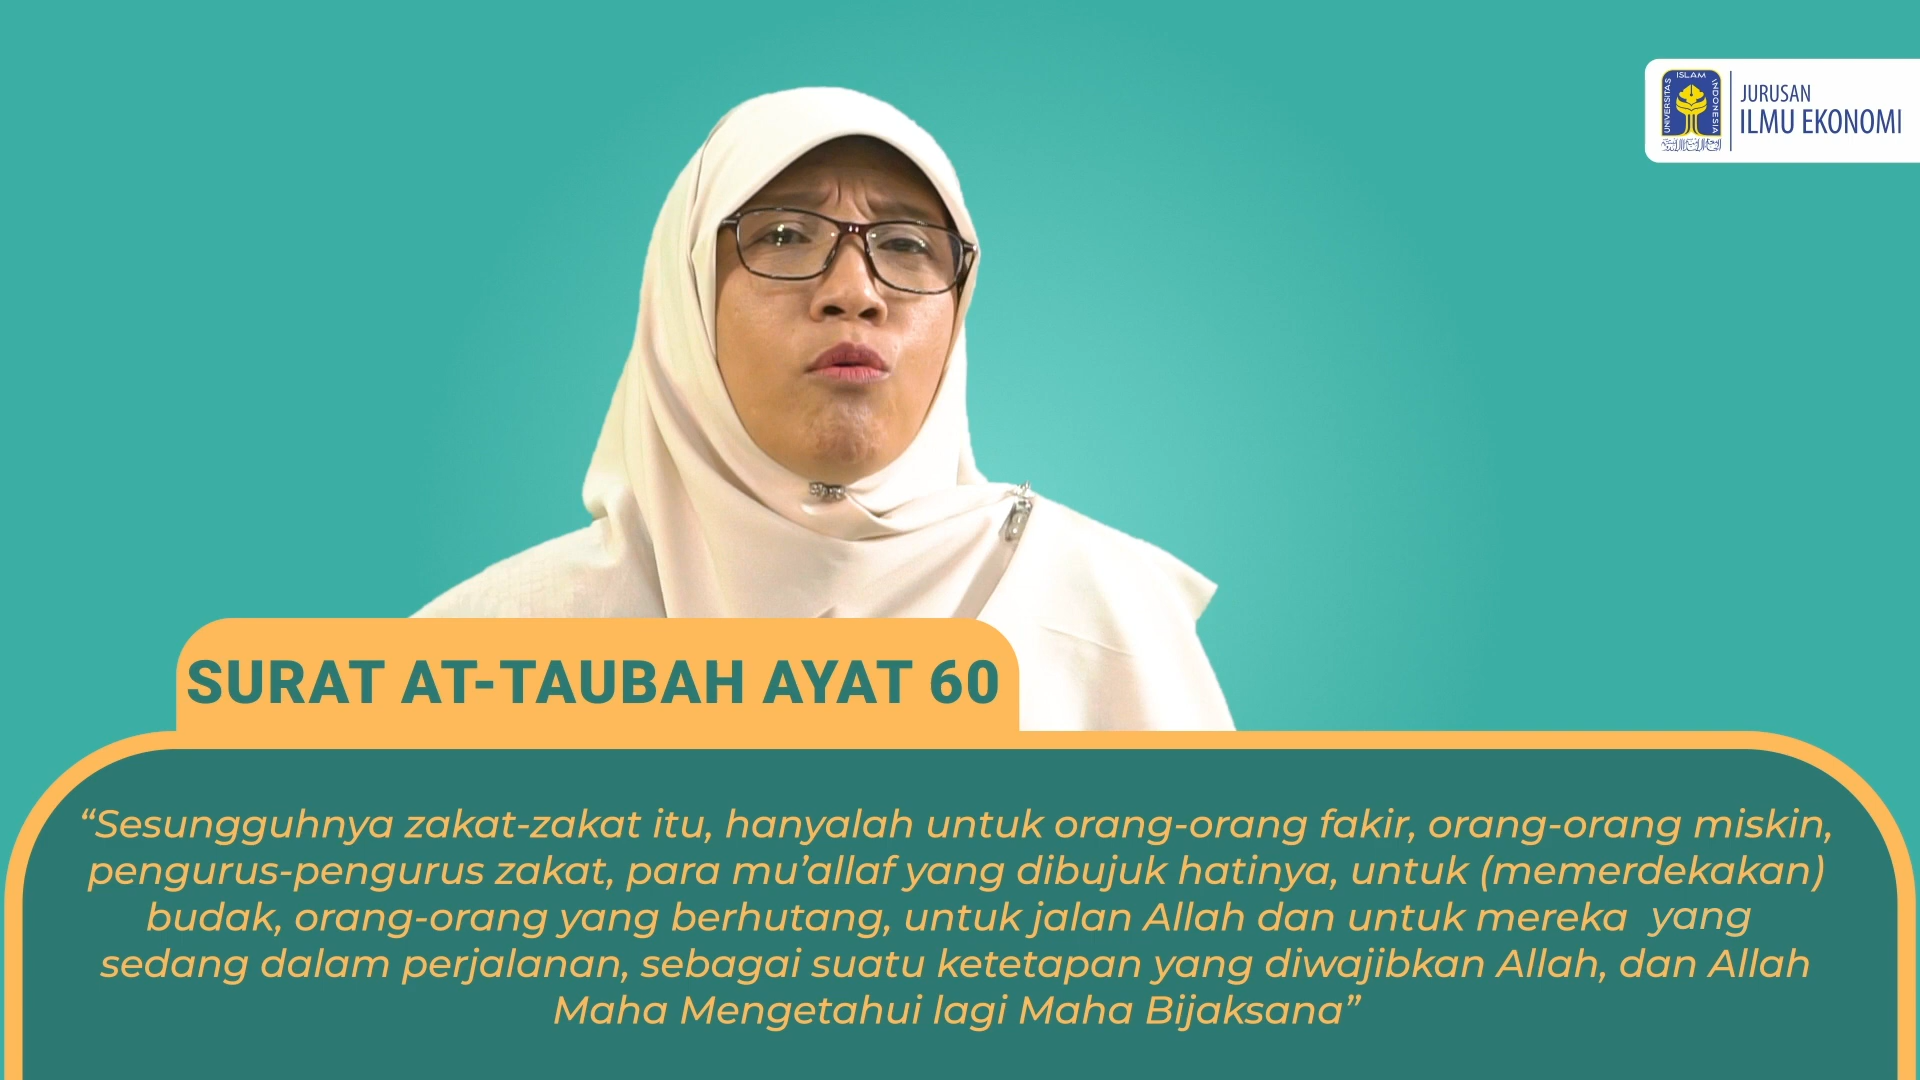 UNIVERSITAS ISLAM INDONESIA
JURUSAN
ILMU EKONOMI
SURAT AT-TAUBAH AYAT 60
“Sesungguhnya zakat-zakat itu, hanyalah untuk orang-orang fakir, orang-orang miskin,
pengurus-pengurus zakat, para mu’allaf yang dibujuk hatinya, untuk (memerdekakan)
budak, orang-orang yang berhutang, untuk jalan Allah dan untuk mereka yang
sedang dalam perjalanan, sebagai suatu ketetapan yang diwajibkan Allah, dan Allah
Maha Mengetahui lagi Maha Bijaksana”